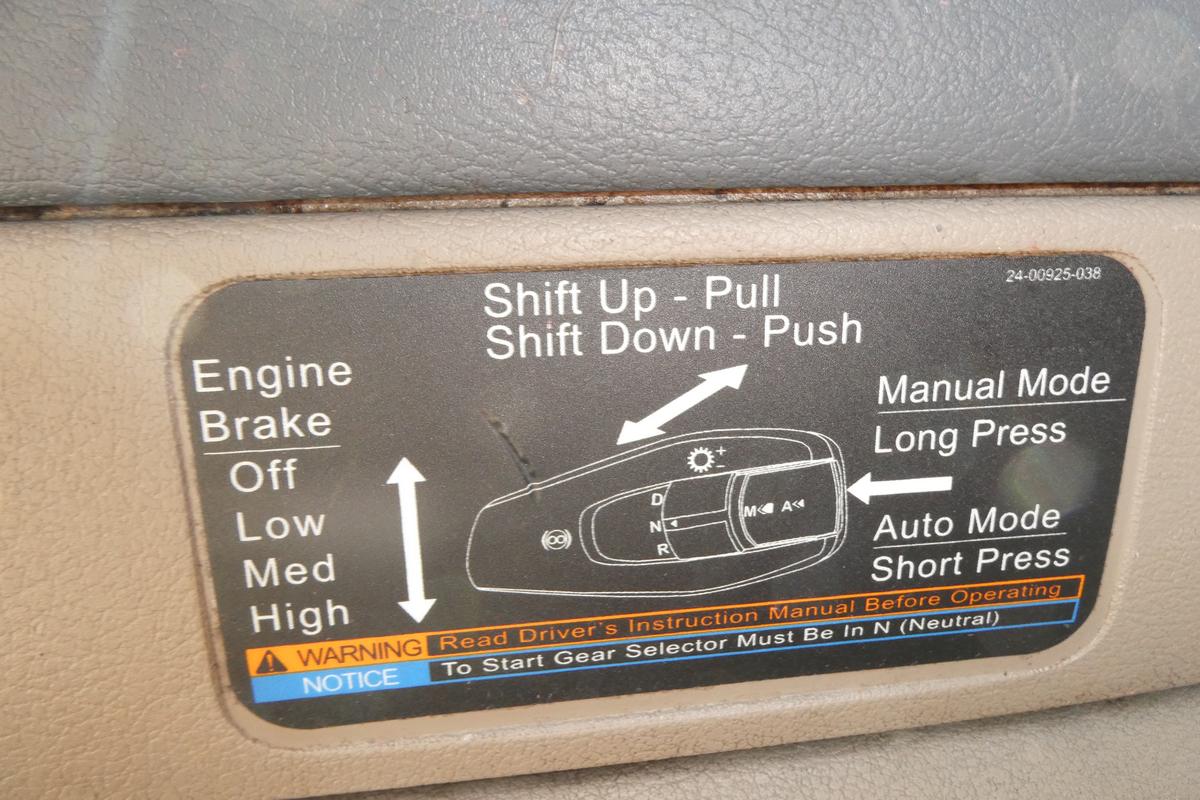 24-00925-038
Shift Up - Pull
Shift Down - Push
Engine
Brake
Off
Low
Med
High
Manual Mode
Long Press
Auto Mode
Short Press
+
-
D
N
R
M A
WARNING Read Driver's Instruction Manual Before Operating
NOTICE To Start Gear Selector Must Be In N (Neutral)